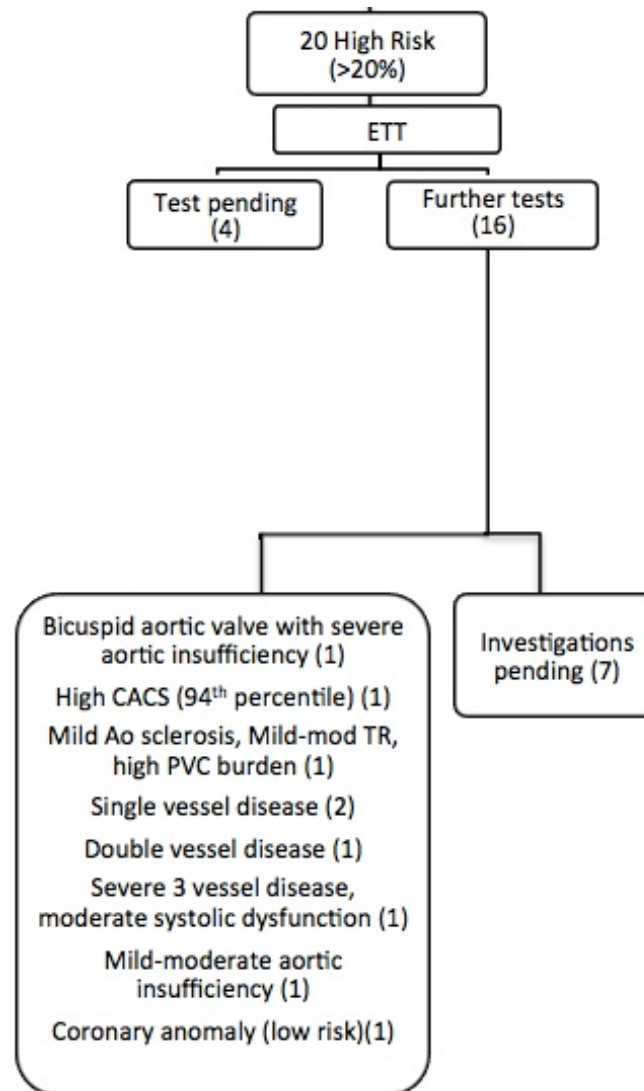 20 High Risk
(>20%)
ETT
Test pending
(4)
Further tests
(16)
Bicuspid aortic valve with severe
aortic insufficiency (1)
High CACS (94th percentile) (1)
Mild Ao sclerosis, Mild-mod TR,
high PVC burden (1)
Single vessel disease (2)
Double vessel disease (1)
Severe 3 vessel disease,
moderate systolic dysfunction (1)
Mild-moderate aortic
insufficiency (1)
Coronary anomaly (low risk)(1)
Investigations
pending (7)